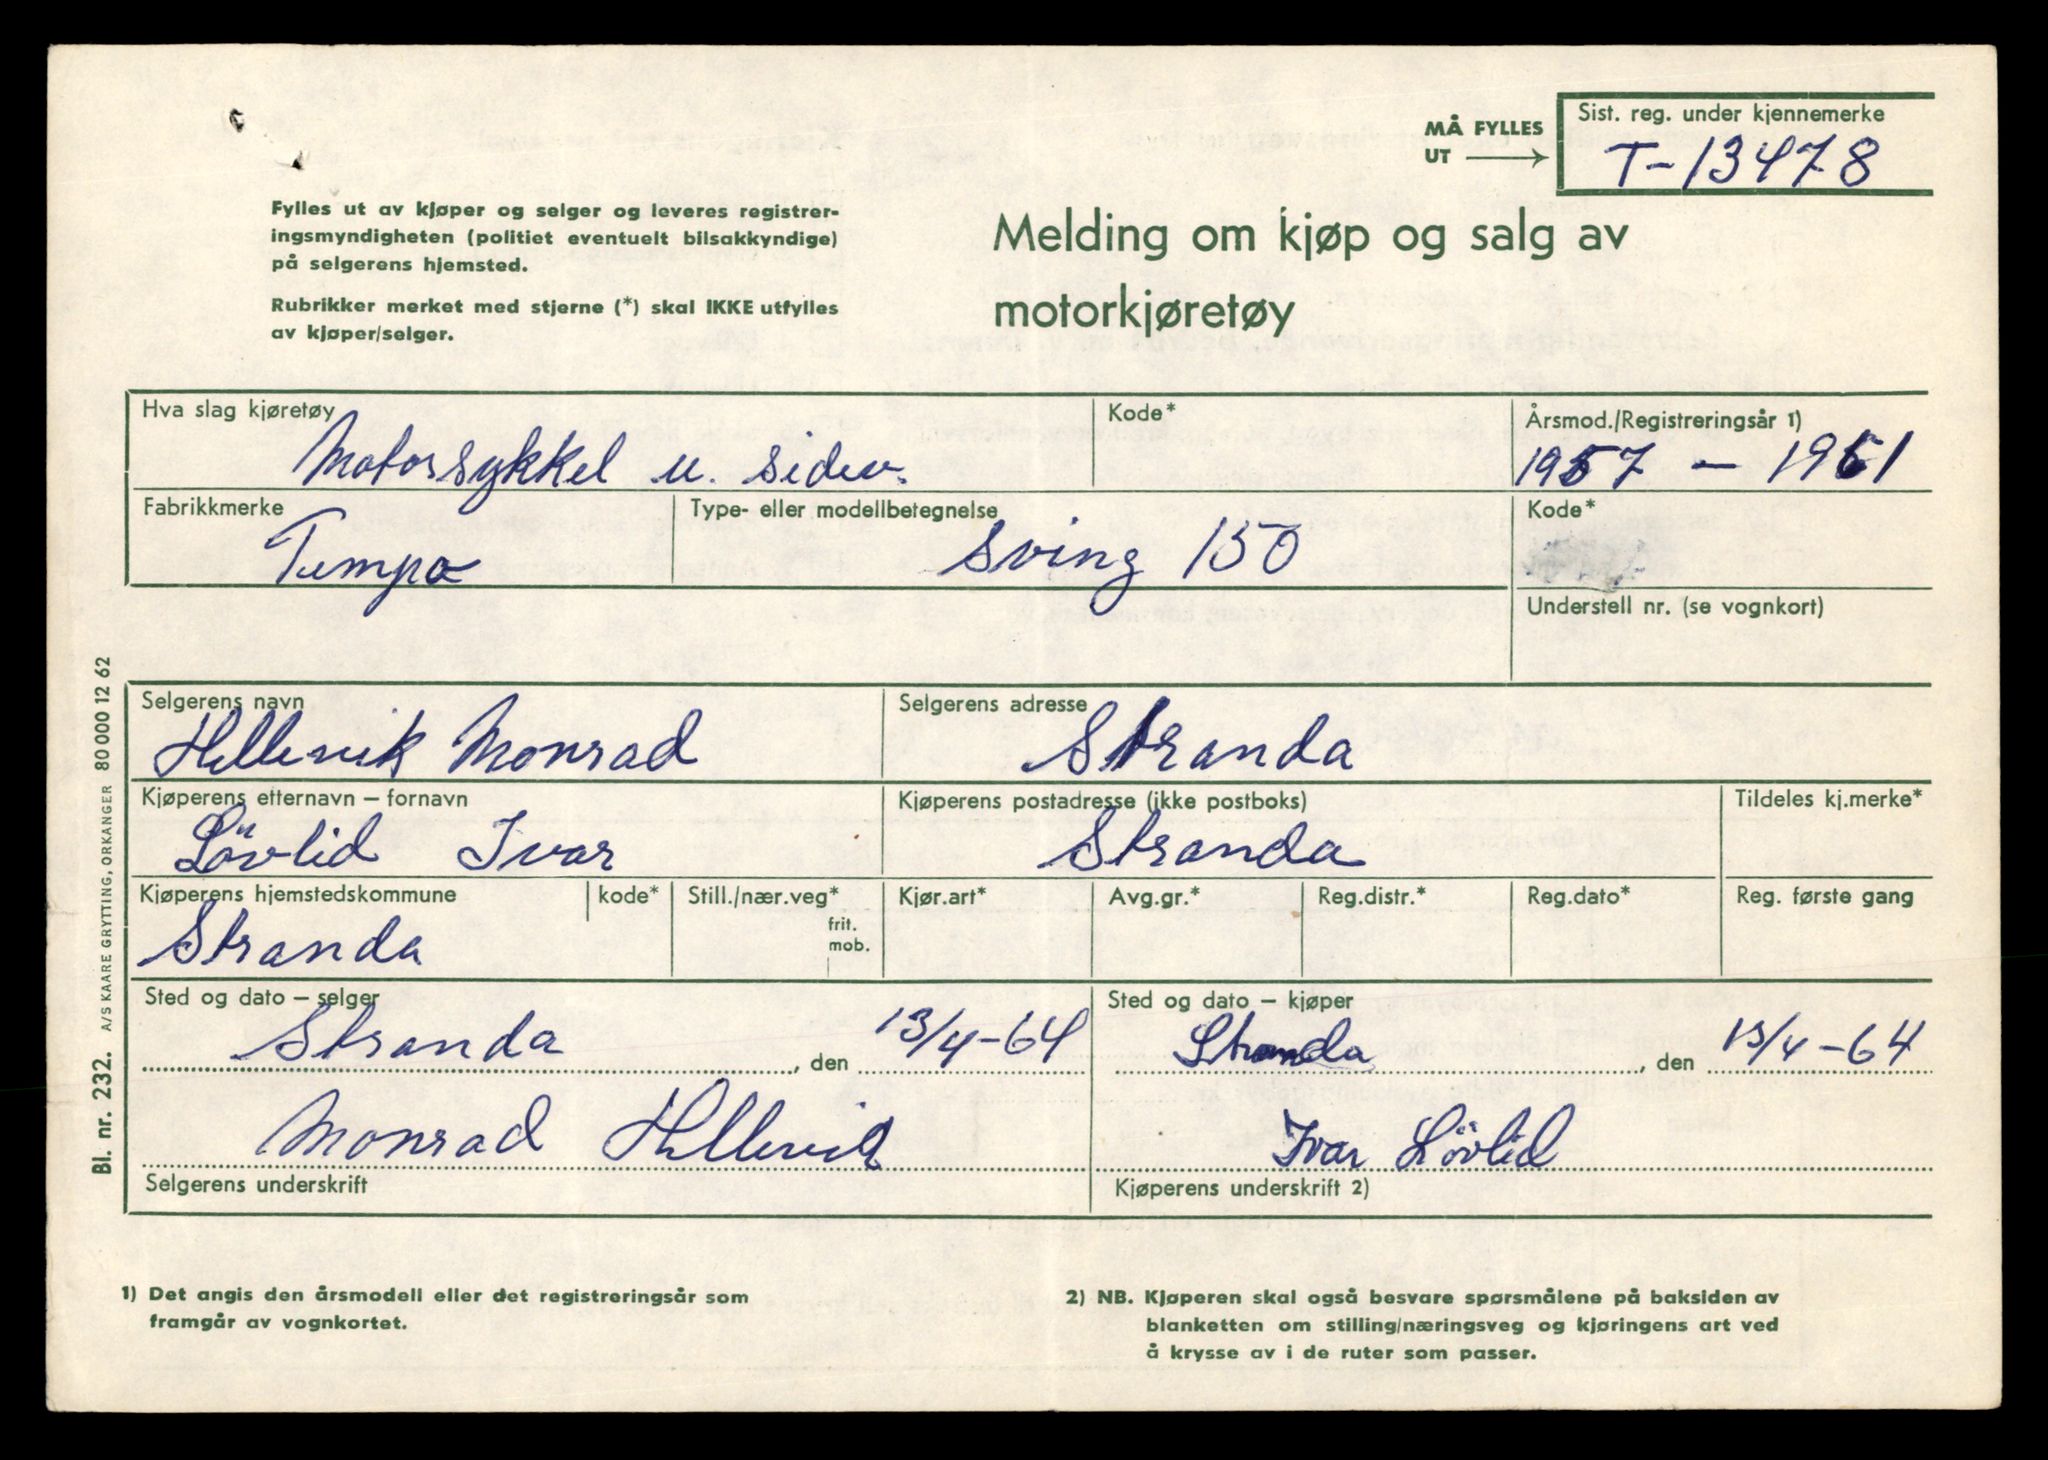 MÅ FYLLES
UT
Sist. reg. under kjennemerke
T-13478
Fylles ut av kjøper og selger og leveres registrer-
ingsmyndigheten (politiet eventuelt bilsakkyndige)
på selgerens hjemsted.
Rubrikker merket med stjerne (*) skal IKKE utfylles
av kjøper/selger.
Melding om kjøp og salg av
motorkjøretøy
Hva slag kjøretøy
Motorsykkel u. sidev.
Kode*
Årsmod./Registreringsår 1)
1957 - 1961
Fabrikkmerke
Tempo
Type- eller modellbetegnelse
Sving 150
Kode*
Understell nr. (se vognkort)
Selgerens navn
Hellevik Monrad
Selgerens adresse
Stranda
Kjøperens etternavn – fornavn
Lövlid Ivar
Kjøperens postadresse (ikke postboks)
Stranda
Tildeles kj.merke*
Kjøperens hjemstedskommune
Stranda
kode*
Still./nær.veg*
frit.
mob.
Kjør.art*
Avg.gr.*
Reg.distr.*
Reg.dato*
Reg. første gang
Sted og dato – selger
Stranda, den 13/4-64
Sted og dato – kjøper
Stranda, den 13/4-64
Monrad Hellevik
Selgerens underskrift
Ivar Lövlid
Kjøperens underskrift 2)
Bl. nr. 232. A/S KAARE GRYTTING, ORKANGER 80 000 12 62
1) Det angis den årsmodell eller det registreringsår som
framgår av vognkortet.
2) NB. Kjøperen skal også besvare spørsmålene på baksiden av
blanketten om stilling/næringsveg og kjøringens art ved
å krysse av i de ruter som passer.